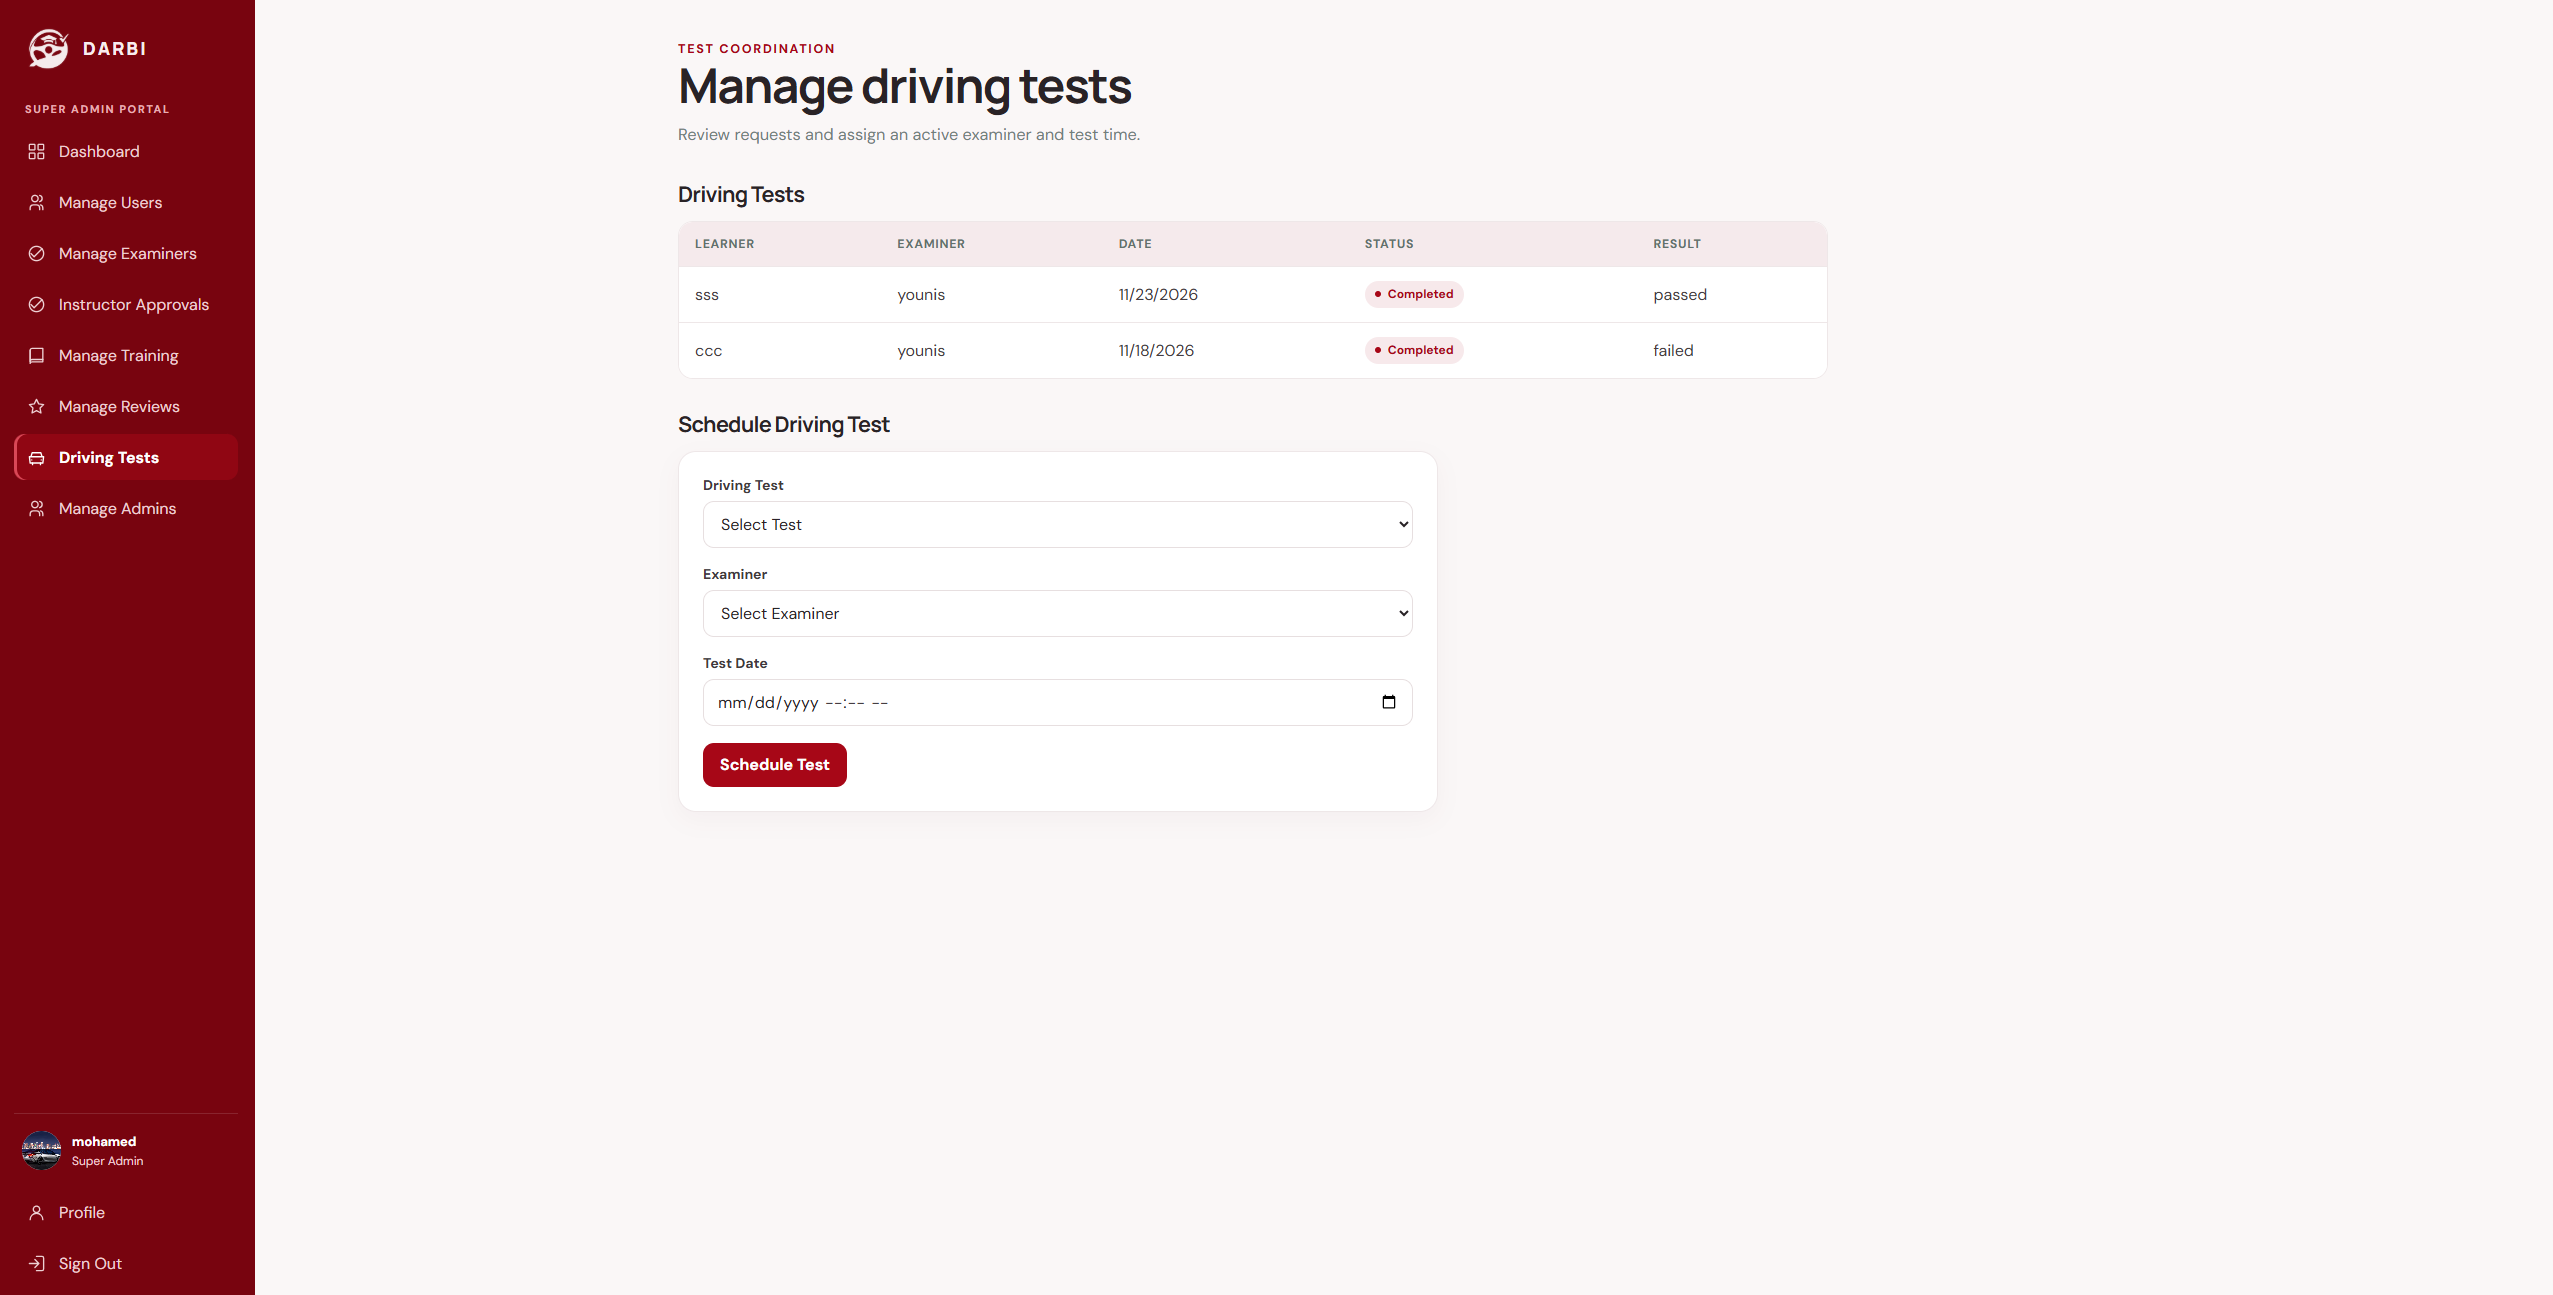 DARBI
SUPER ADMIN PORTAL
Dashboard
Manage Users
Manage Examiners
Instructor Approvals
Manage Training
Manage Reviews
Driving Tests
Manage Admins
mohamed
Super Admin
Profile
Sign Out
TEST COORDINATION
Manage driving tests
Review requests and assign an active examiner and test time.
Driving Tests
LEARNER EXAMINER DATE STATUS RESULT
sss younis 11/23/2026 Completed passed
ccc younis 11/18/2026 Completed failed
Schedule Driving Test
Driving Test
Select Test
Examiner
Select Examiner
Test Date
mm/dd/yyyy --:-- --
Schedule Test